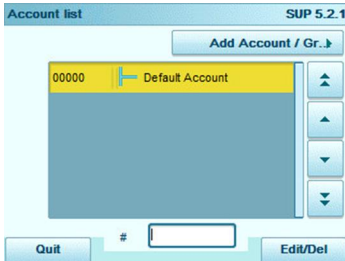 Account list SUP 5.2.1
Add Account / Gr..
00000 Default Account
#
Quit Edit/Del